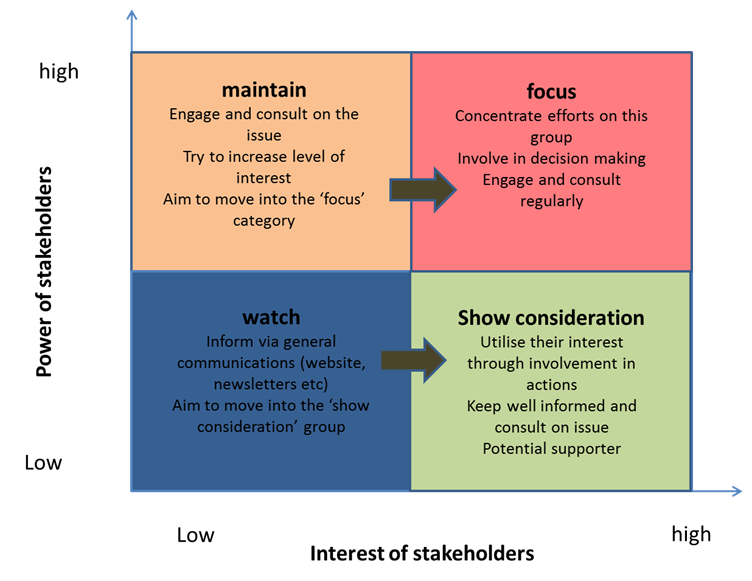 high
maintain
Engage and consult on the
issue
Try to increase level of
interest
Aim to move into the ‘focus’
category
focus
Concentrate efforts on this
group
Involve in decision making
Engage and consult
regularly
Power of stakeholders
watch
Inform via general
communications (website,
newsletters etc)
Aim to move into the ‘show
consideration’ group
Show consideration
Utilise their interest
through involvement in
actions
Keep well informed and
consult on issue
Potential supporter
Low
Low
high
Interest of stakeholders